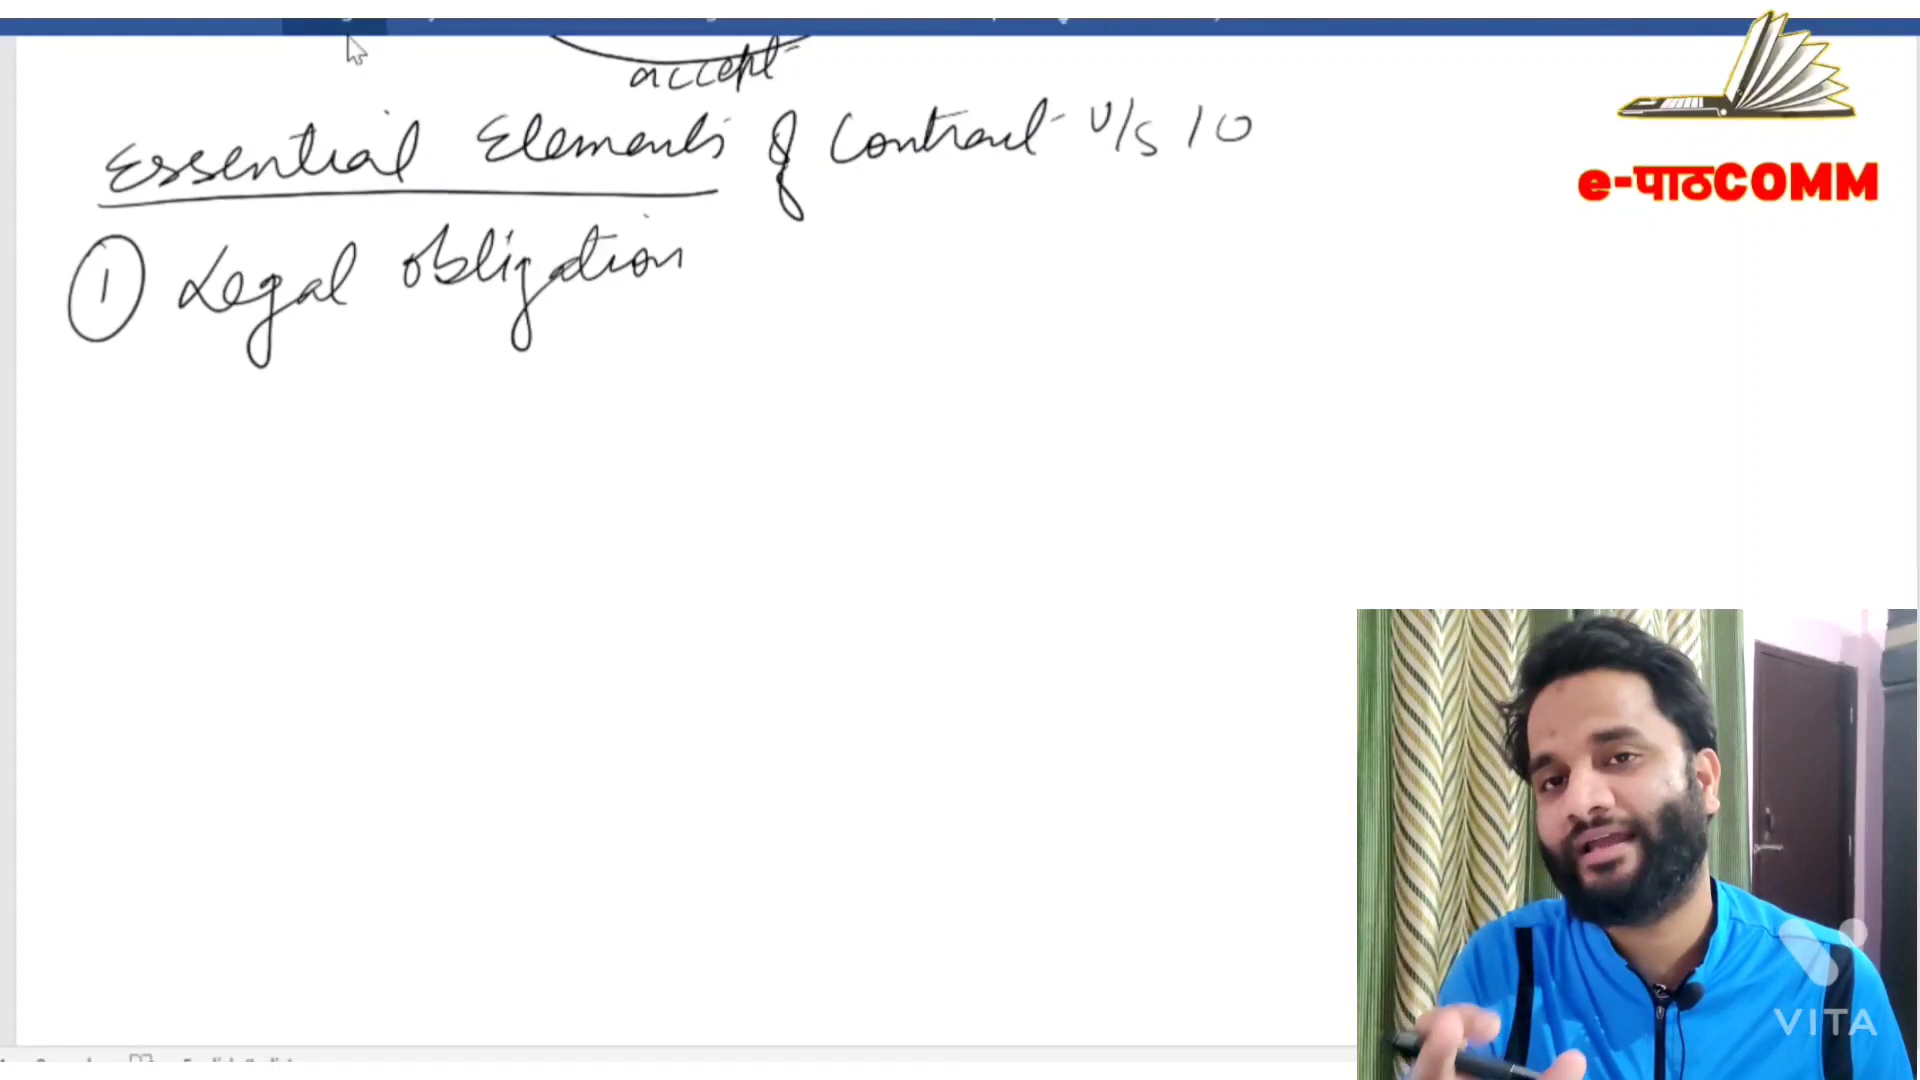 accept
Essential Elements of Contract U/S 10
① Legal obligation
e-पाठCOMM
VITA